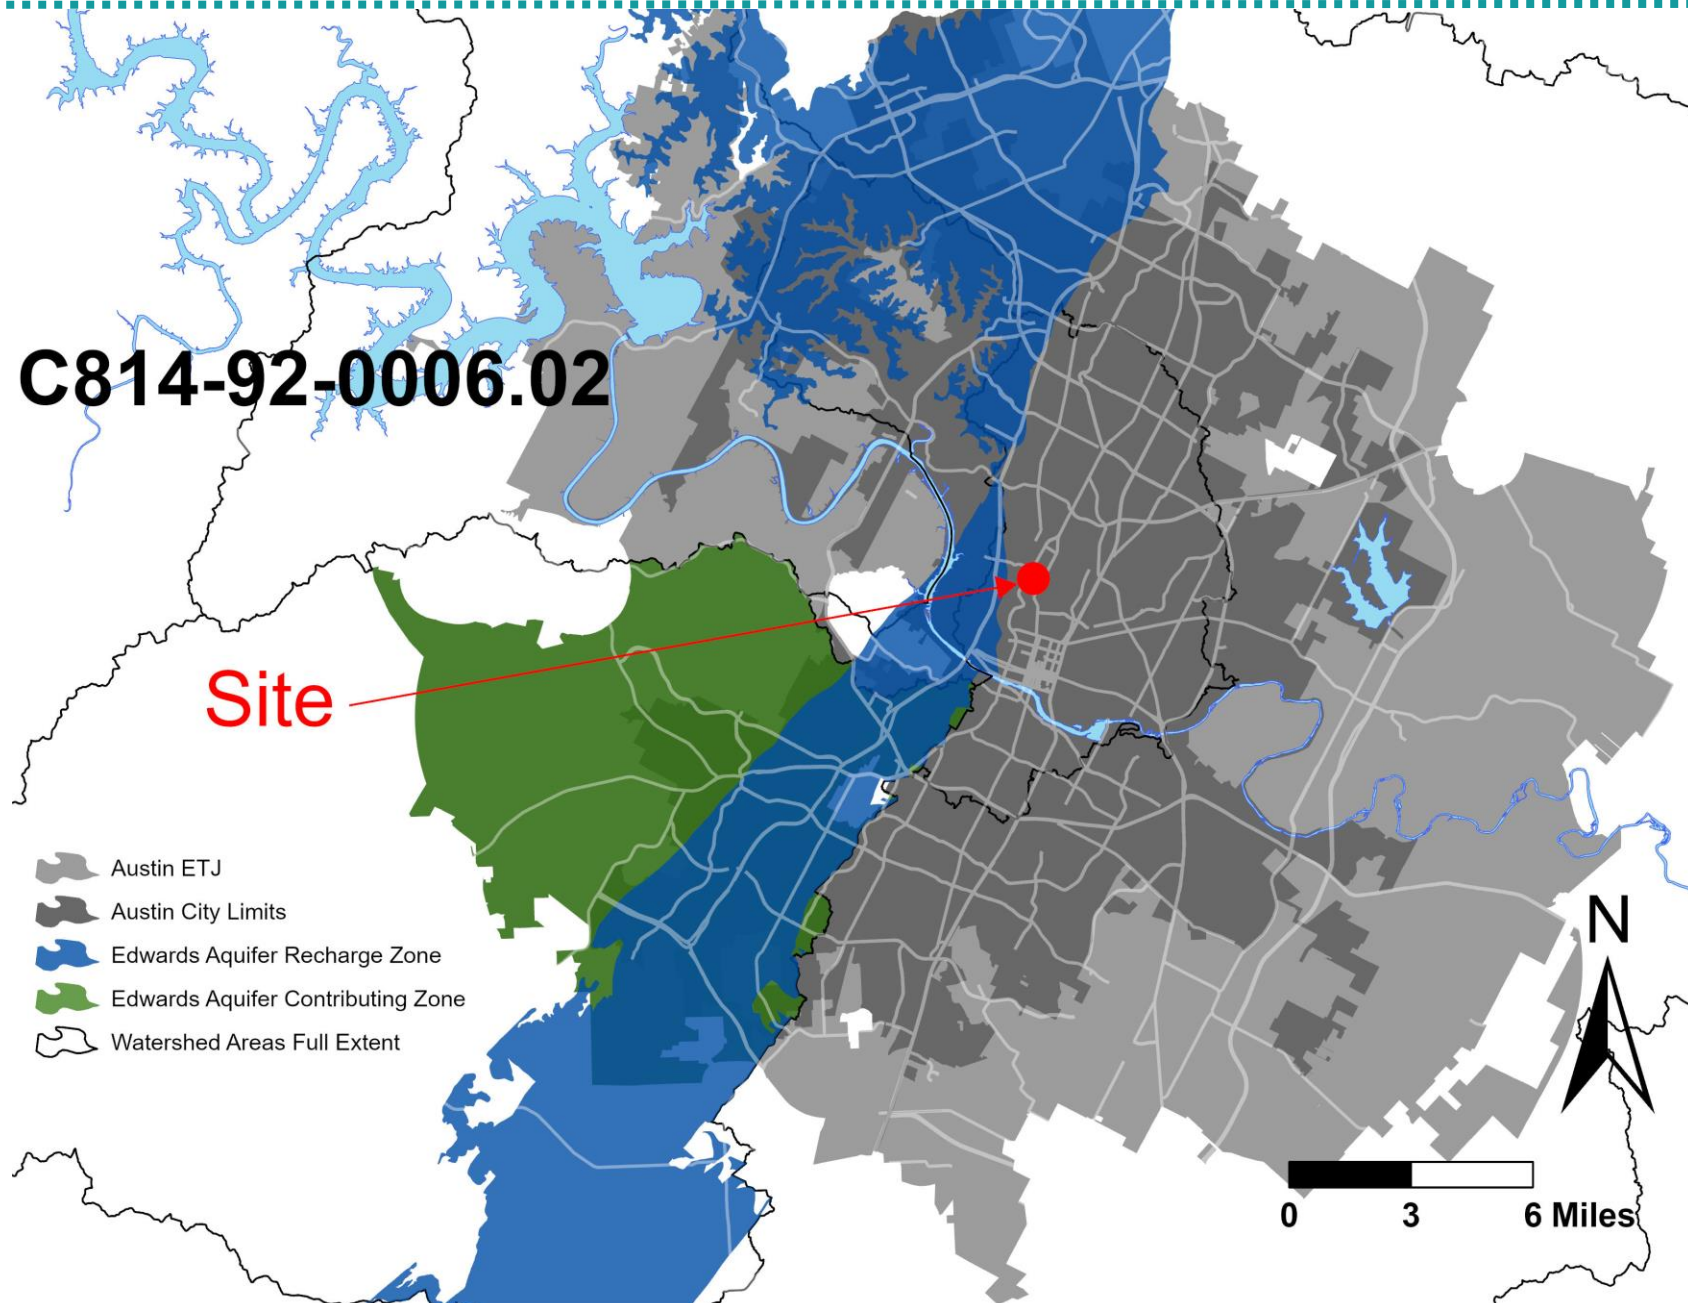 C814-92-0006.02
Site
Austin ETJ
Austin City Limits
Edwards Aquifer Recharge Zone
Edwards Aquifer Contributing Zone
Watershed Areas Full Extent
N
0 3 6 Miles